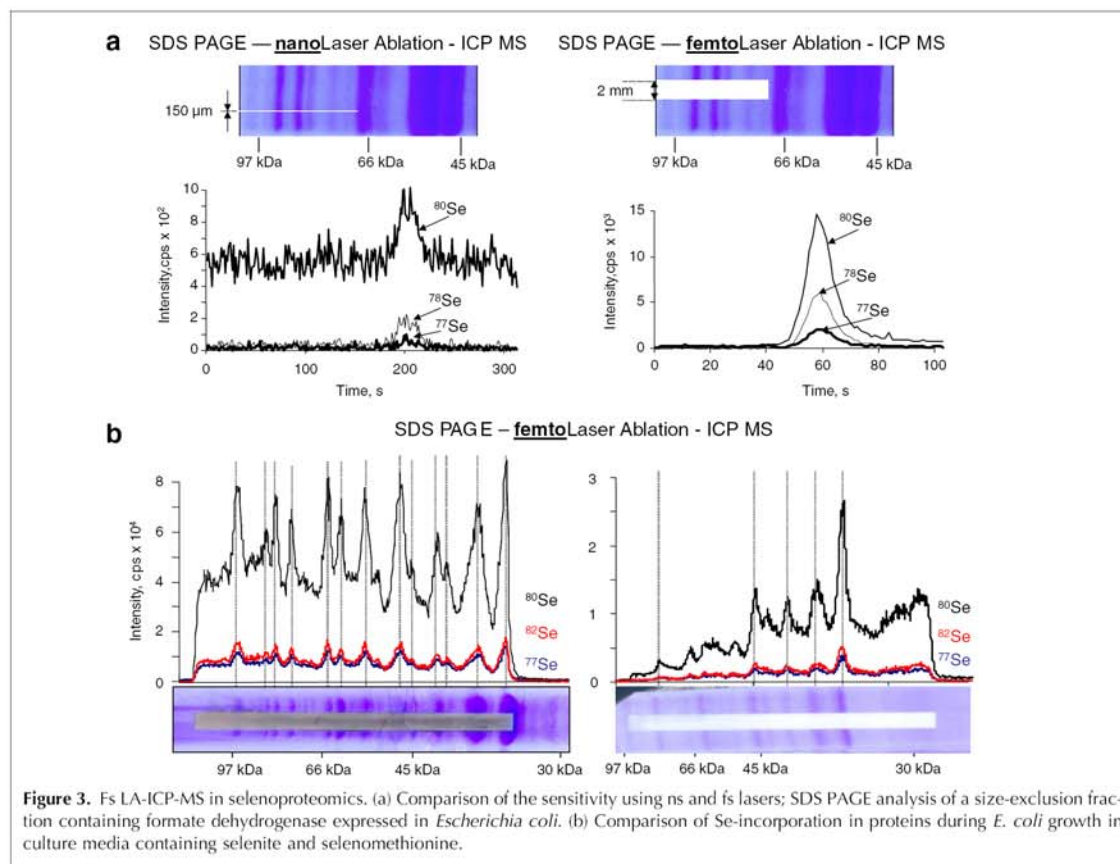 a
SDS PAGE — nanoLaser Ablation - ICP MS
150 µm
97 kDa 66 kDa 45 kDa
Intensity,cps x 10²
10
8
6
4
2
0
⁸⁰Se
⁷⁸Se
⁷⁷Se
0 100 200 300
Time, s
SDS PAGE — femtoLaser Ablation - ICP MS
2 mm
97 kDa 66 kDa 45 kDa
Intensity,cps x 10³
15
10
5
0
⁸⁰Se
⁷⁸Se
⁷⁷Se
0 20 40 60 80 100
Time, s
b
SDS PAGE – femtoLaser Ablation - ICP MS
Intensity, cps x 10⁴
8
6
4
2
0
⁸⁰Se
⁸²Se
⁷⁷Se
97 kDa 66 kDa 45 kDa 30 kDa
3
2
1
0
⁸⁰Se
⁸²Se
⁷⁷Se
97 kDa 66 kDa 45 kDa 30 kDa
Figure 3. Fs LA-ICP-MS in selenoproteomics. (a) Comparison of the sensitivity using ns and fs lasers; SDS PAGE analysis of a size-exclusion frac-
tion containing formate dehydrogenase expressed in Escherichia coli. (b) Comparison of Se-incorporation in proteins during E. coli growth in
culture media containing selenite and selenomethionine.